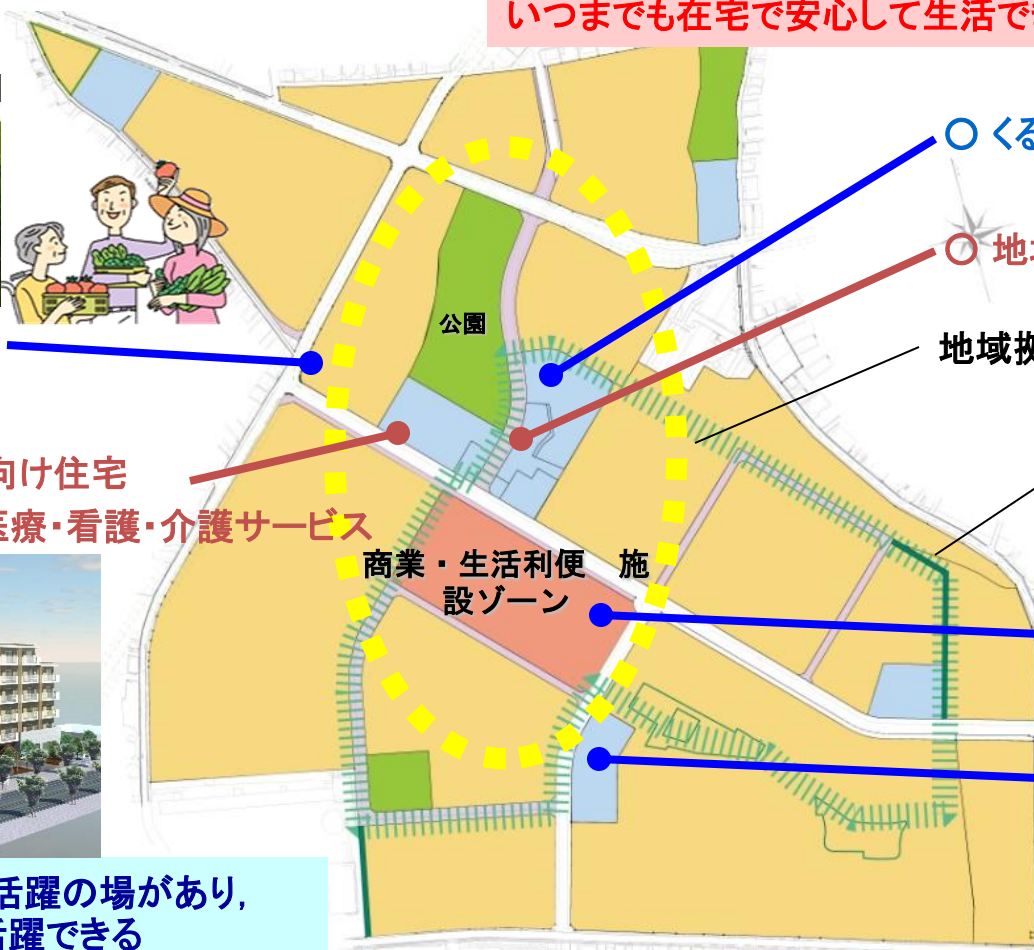 いつまでも在宅で安心して生活で
○ くる
○ 地
地域拠
公園
向け住宅
医療・看護・介護サービス
商業・生活利便　施
設ゾーン
活躍の場があり,
活躍できる